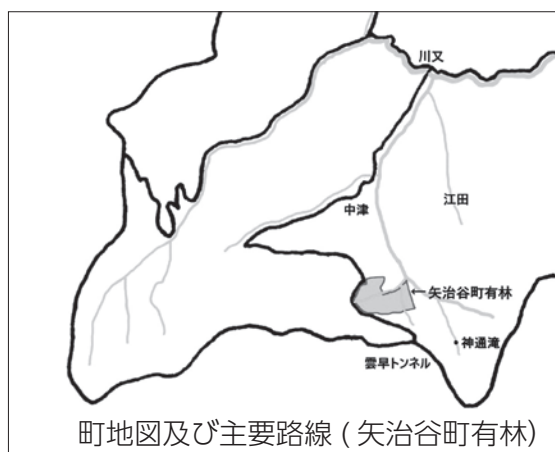 川又
中津
江田
←矢治谷町有林
神通滝
雲早トンネル
町地図及び主要路線 ( 矢治谷町有林)